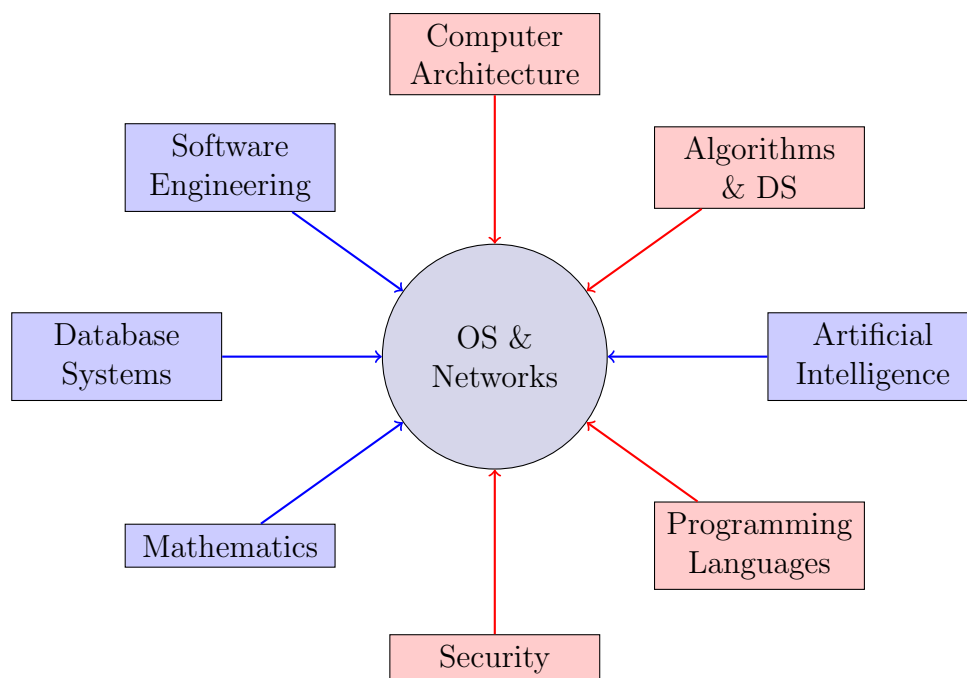 Computer
Architecture
Software
Engineering
Algorithms
& DS
Database
Systems
OS &
Networks
Artificial
Intelligence
Mathematics
Programming
Languages
Security